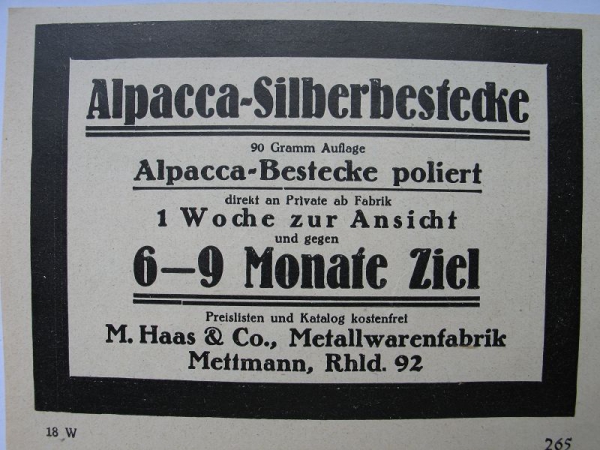 Alpacca-Silberbestecke
90 Gramm Auflage
Alpacca-Bestecke poliert
direkt an Private ab Fabrik
1 Woche zur Ansicht
und gegen
6—9 Monate Ziel
Preislisten und Katalog kostenfrei
M. Haas & Co., Metallwarenfabrik
Mettmann, Rhld. 92
18 W
265